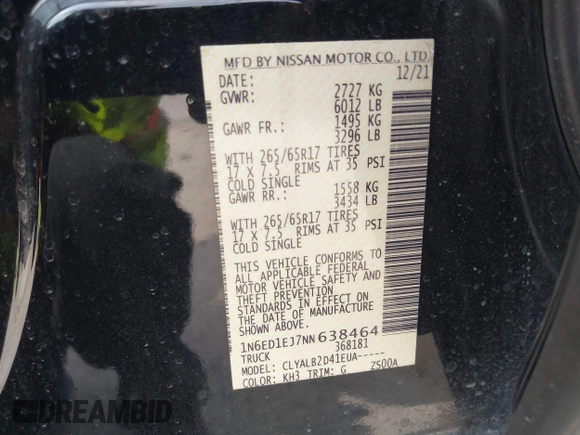 MFD BY NISSAN MOTOR CO., LTD
DATE: 12/21
GVWR: 2727 KG
6012 LB
GAWR FR.: 1495 KG
3296 LB
WITH 265/65R17 TIRES
17 X 7.5 RIMS AT 35 PSI
COLD SINGLE
GAWR RR.: 1558 KG
3434 LB
WITH 265/65R17 TIRES
17 X 7.5 RIMS AT 35 PSI
COLD SINGLE
THIS VEHICLE CONFORMS TO
ALL APPLICABLE FEDERAL
MOTOR VEHICLE SAFETY AND
THEFT PREVENTION
STANDARDS IN EFFECT ON
THE DATE OF MANUFACTURE
SHOWN ABOVE.
1N6ED1EJ7NN638464
TRUCK 368181
MODEL: CLYALB2D41EUA-----
COLOR: KH3 TRIM: G ZS00A
DREAMBID